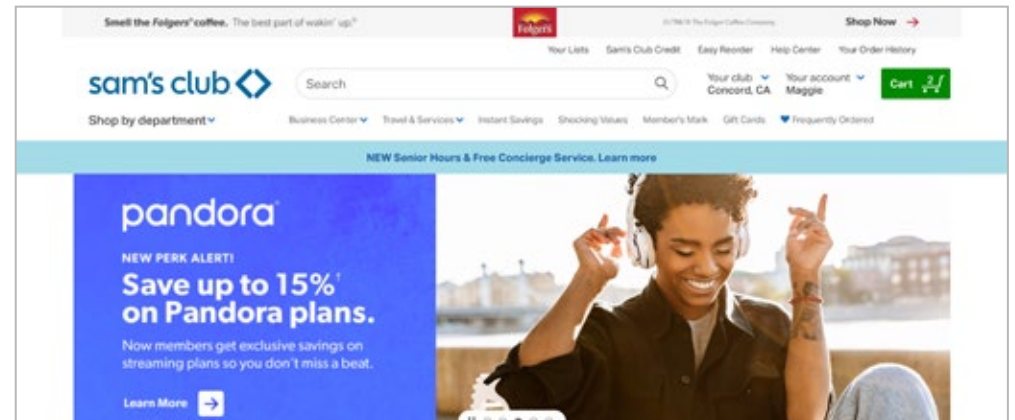 Smell the Folgers® coffee. The best part of wakin' up.®
Folgers
Shop Now →
Your Lists Sam's Club Credit Easy Reorder Help Center Your Order History
sam's club
Search
Your club
Concord, CA
Your account
Maggie
Cart 2
Shop by department
Business Center Travel & Services Instant Savings Shocking Values Member's Mark Gift Cards Frequently Ordered
NEW Senior Hours & Free Concierge Service. Learn more
pandora
NEW PERK ALERT!
Save up to 15%†
on Pandora plans.
Now members get exclusive savings on
streaming plans so you don't miss a beat.
Learn More →